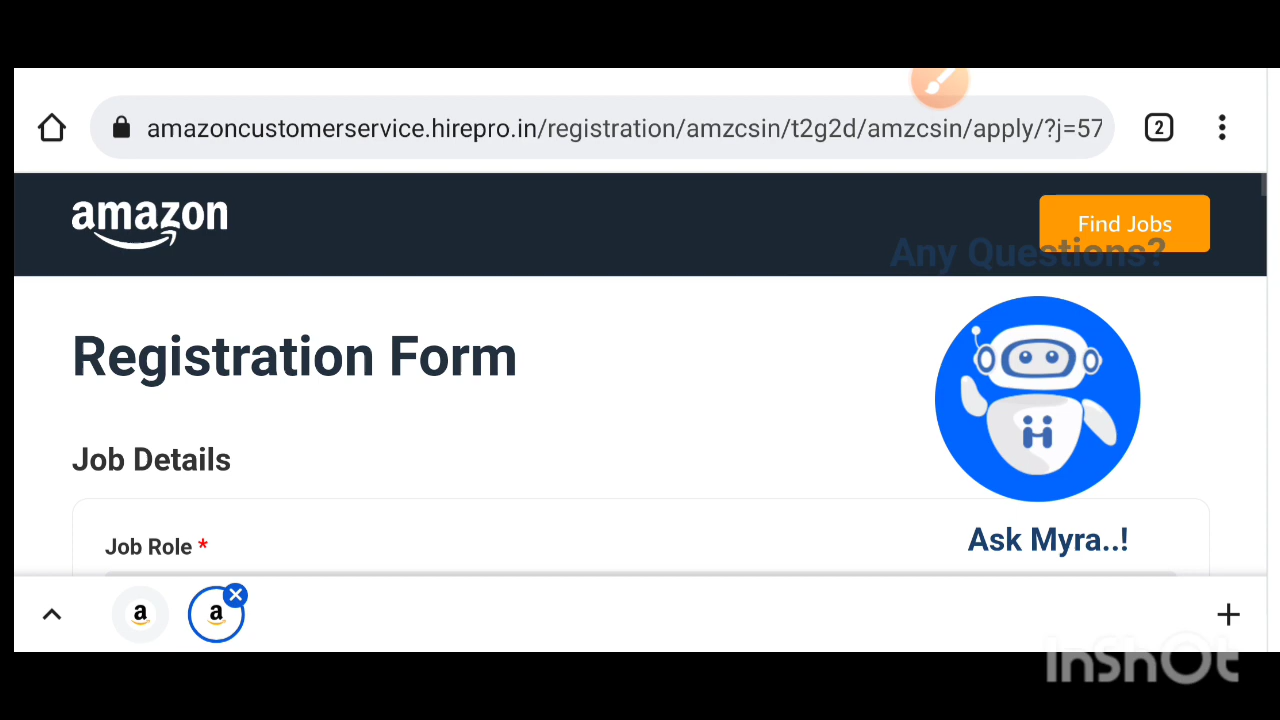 amazoncustomerservice.hirepro.in/registration/amzcsin/t2g2d/amzcsin/apply/?j=57
2
amazon
Find Jobs
Any Questions?
Registration Form
Job Details
Job Role *
Ask Myra..!
a
a
InShOt